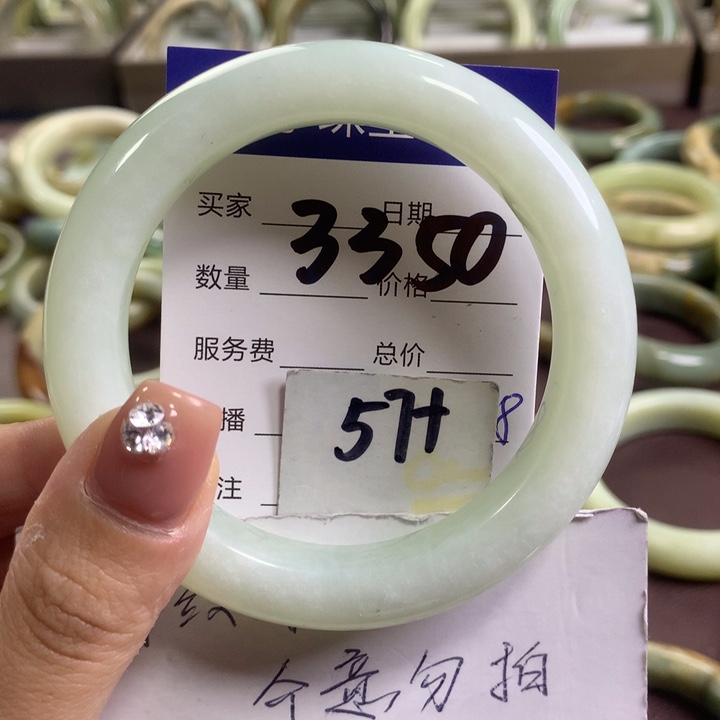 买家 日期
3350
数量 价格
服务费 总价
播 8
5H
注
纹
介意勿拍